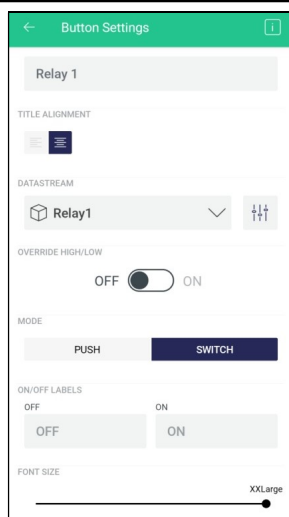 Button Settings
Relay 1
TITLE ALIGNMENT
DATASTREAM
Relay1
OVERRIDE HIGH/LOW
OFF ON
MODE
PUSH SWITCH
ON/OFF LABELS
OFF ON
OFF ON
FONT SIZE
XXLarge